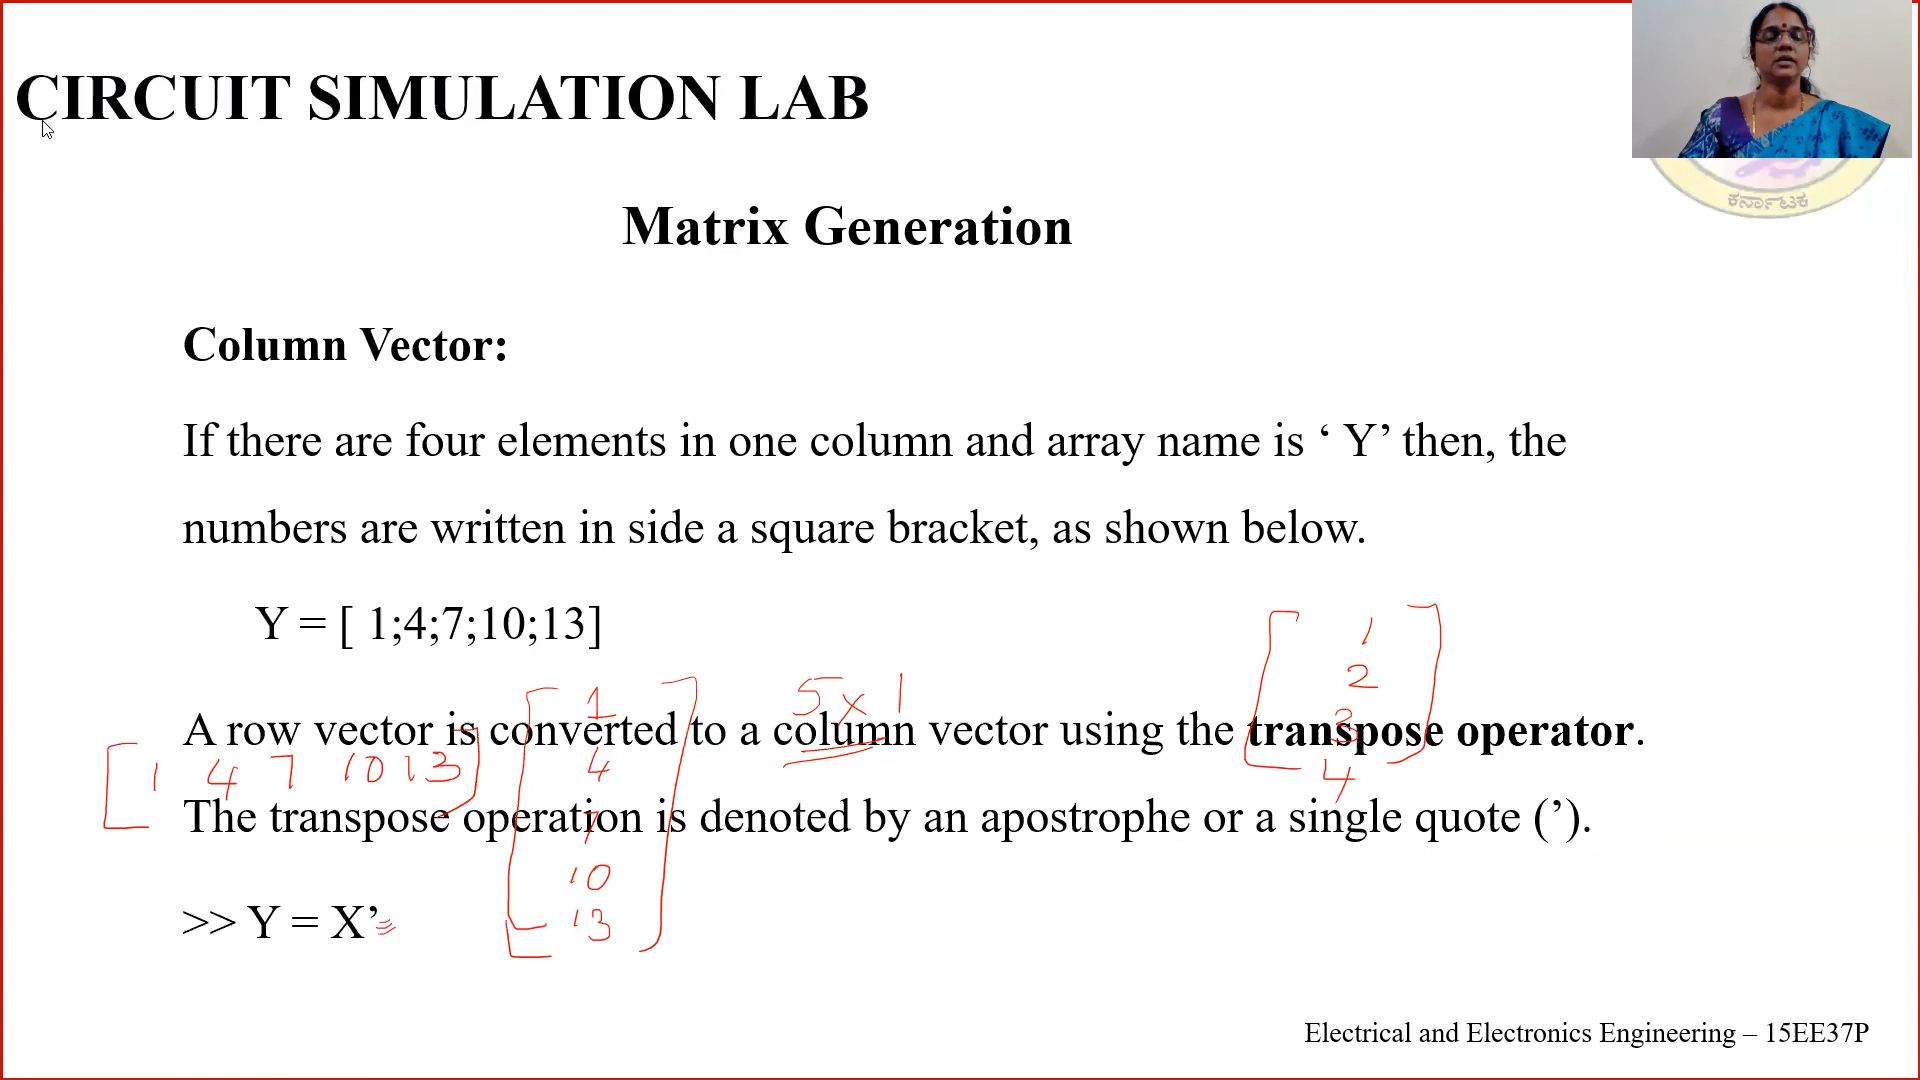 CIRCUIT SIMULATION LAB
ಕರ್ನಾಟಕ
Matrix Generation
Column Vector:
If there are four elements in one column and array name is ‘ Y’ then, the
numbers are written in side a square bracket, as shown below.
Y = [ 1;4;7;10;13]
5 x 1
A row vector is converted to a column vector using the transpose operator.
[ 1 4 7 10 13 ]
The transpose operation is denoted by an apostrophe or a single quote (’).
>> Y = X’
1
4
7
10
13
1
2
3
4
Electrical and Electronics Engineering – 15EE37P